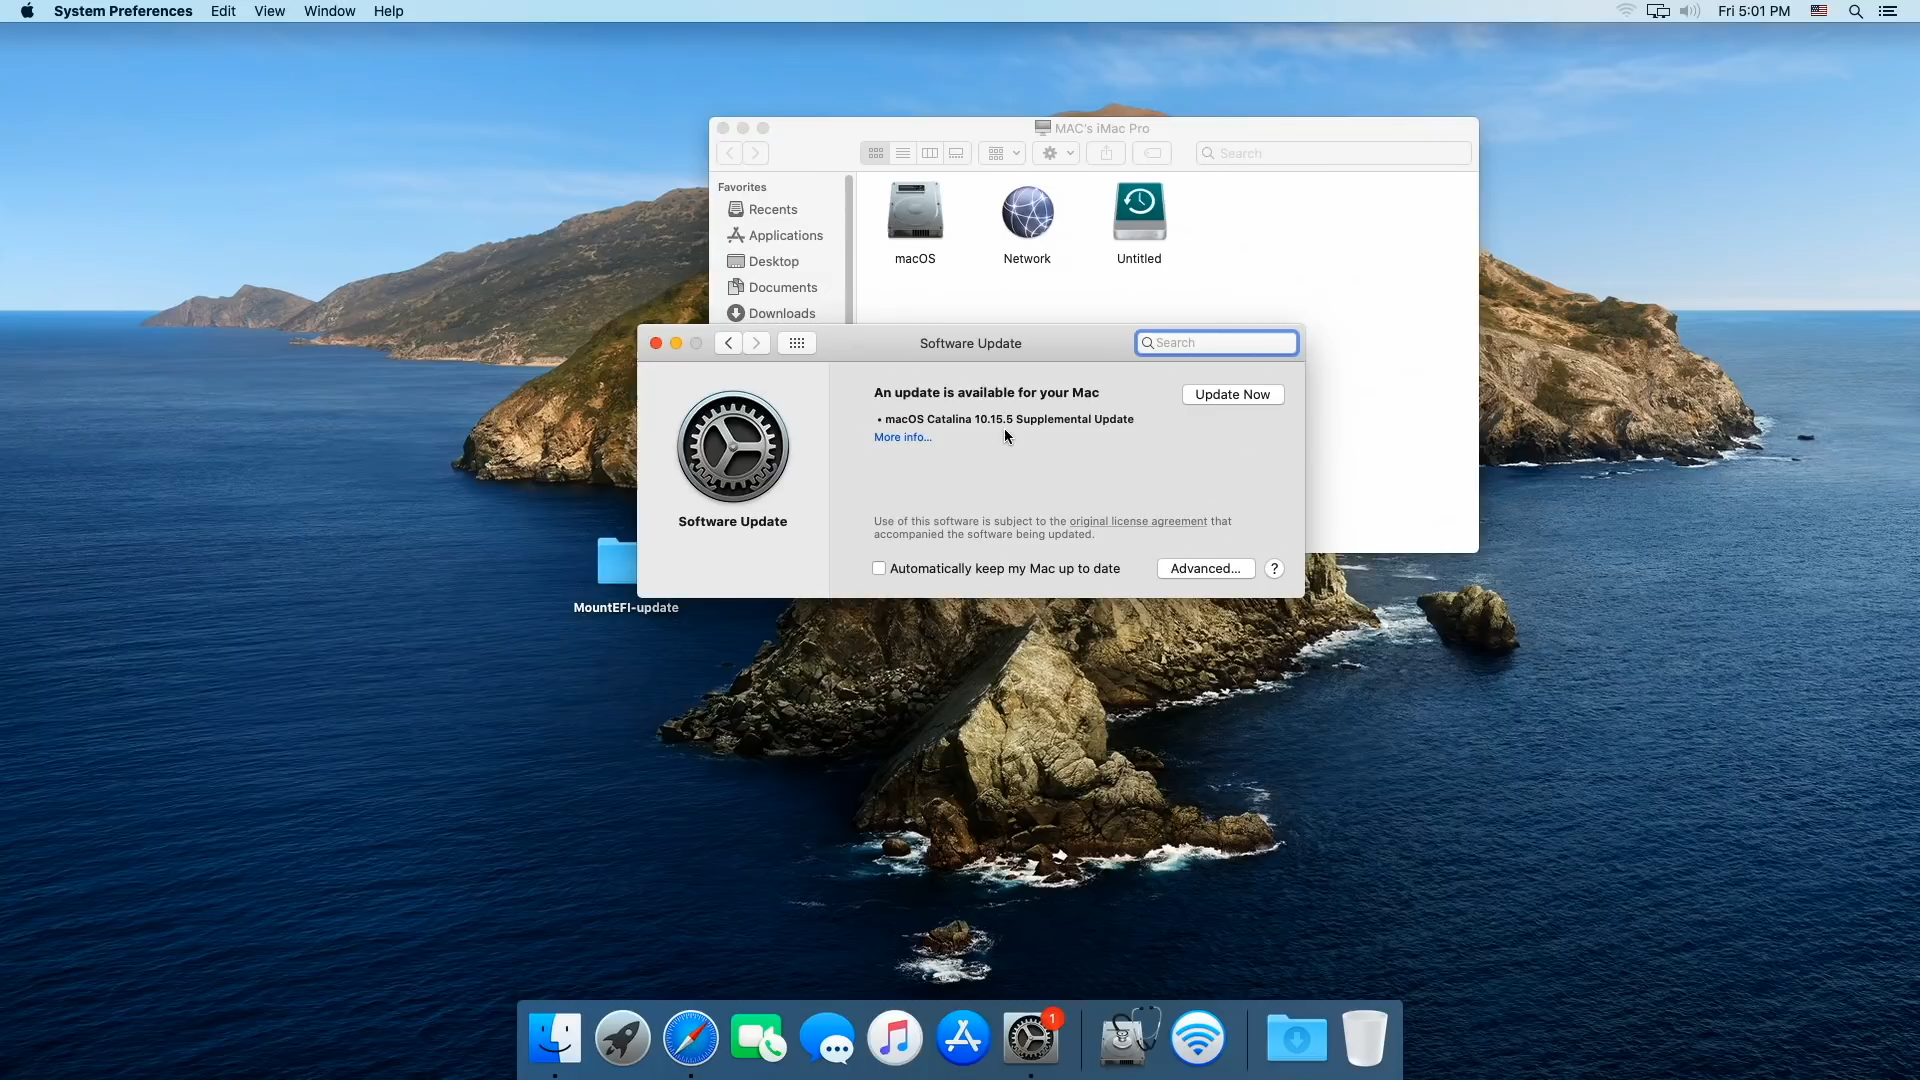 System Preferences Edit View Window Help Fri 5:01 PM
MAC's iMac Pro
Search
Favorites
Recents
Applications
Desktop
Documents
Downloads
macOS Network Untitled
Software Update
Search
Software Update
An update is available for your Mac
Update Now
• macOS Catalina 10.15.5 Supplemental Update
More info...
Use of this software is subject to the original license agreement that
accompanied the software being updated.
Automatically keep my Mac up to date
Advanced...
?
MountEFI-update
1